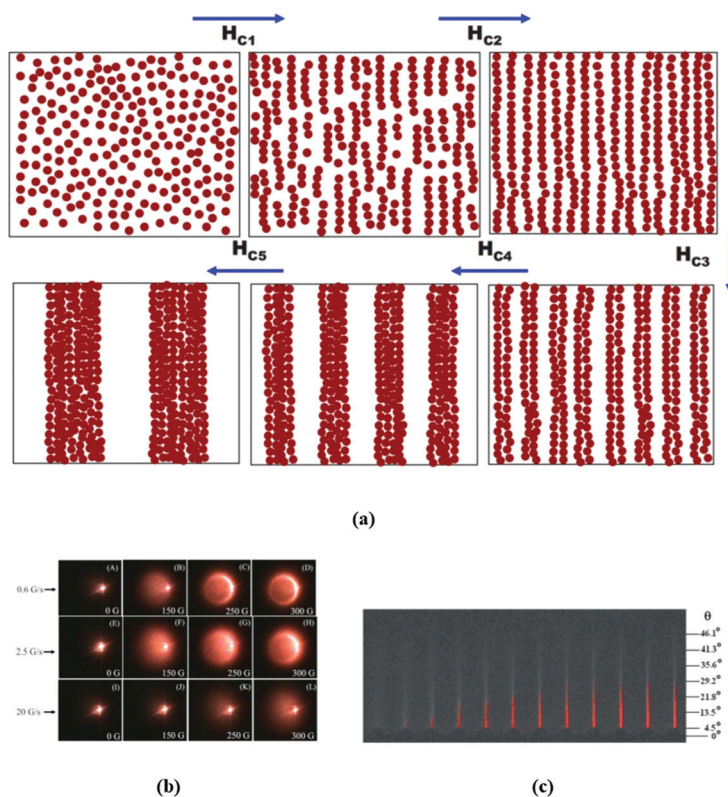 HC1
HC2
HC3
HC4
HC5
(a)
0.6 G/s
(A)
(B)
(C)
(D)
0 G
150 G
250 G
300 G
2.5 G/s
(E)
(F)
(G)
(H)
0 G
150 G
250 G
300 G
20 G/s
(I)
(J)
(K)
(L)
0 G
150 G
250 G
300 G
(b)
θ
46.1°
41.3°
35.6°
29.2°
21.8°
13.5°
4.5°
0°
(c)